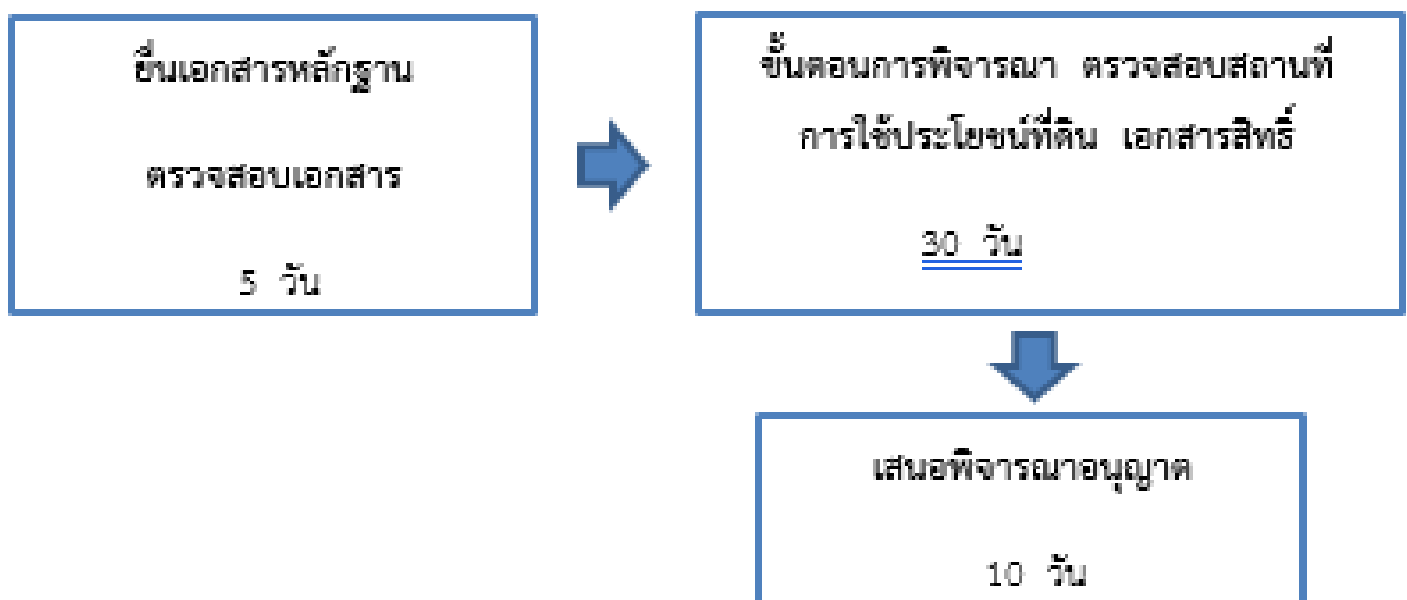 ยื่นเอกสารหลักฐาน
ตรวจสอบเอกสาร
5 วัน
ขั้นตอนการพิจารณา ตรวจสอบสถานที่
การใช้ประโยชน์ที่ดิน เอกสารสิทธิ์
30 วัน
เสนอพิจารณาอนุญาต
10 วัน